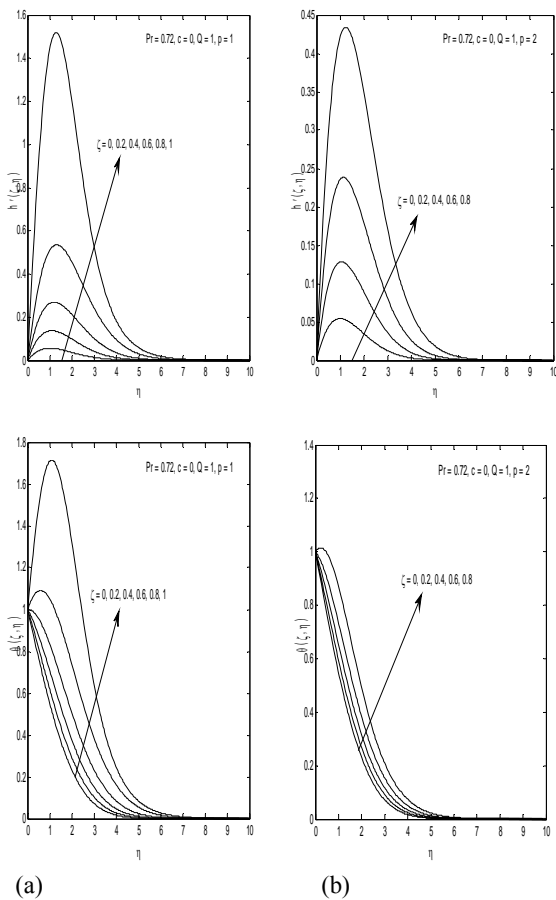 1.6
1.4
1.2
1
0.8
0.6
0.4
0.2
0
h ' (ζ, η)
Pr = 0.72, c = 0, Q = 1, p = 1
ζ = 0, 0.2, 0.4, 0.6, 0.8, 1
0 1 2 3 4 5 6 7 8 9 10
η
0.45
0.4
0.35
0.3
0.25
0.2
0.15
0.1
0.05
0
h ' (ζ, η)
Pr = 0.72, c = 0, Q = 1, p = 2
ζ = 0, 0.2, 0.4, 0.6, 0.8
0 1 2 3 4 5 6 7 8 9 10
η
1.8
1.6
1.4
1.2
1
0.8
0.6
0.4
0.2
0
θ (ζ, η)
Pr = 0.72, c = 0, Q = 1, p = 1
ζ = 0, 0.2, 0.4, 0.6, 0.8, 1
0 1 2 3 4 5 6 7 8 9 10
η
(a)
1.4
1.2
1
0.8
0.6
0.4
0.2
0
θ (ζ, η)
Pr = 0.72, c = 0, Q = 1, p = 2
ζ = 0, 0.2, 0.4, 0.6, 0.8
0 1 2 3 4 5 6 7 8 9 10
η
(b)